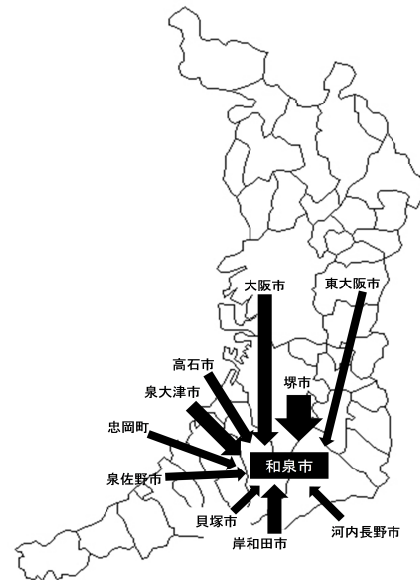 大阪市
東大阪市
高石市
堺市
泉大津市
忠岡町
和泉市
泉佐野市
貝塚市
岸和田市
河内長野市